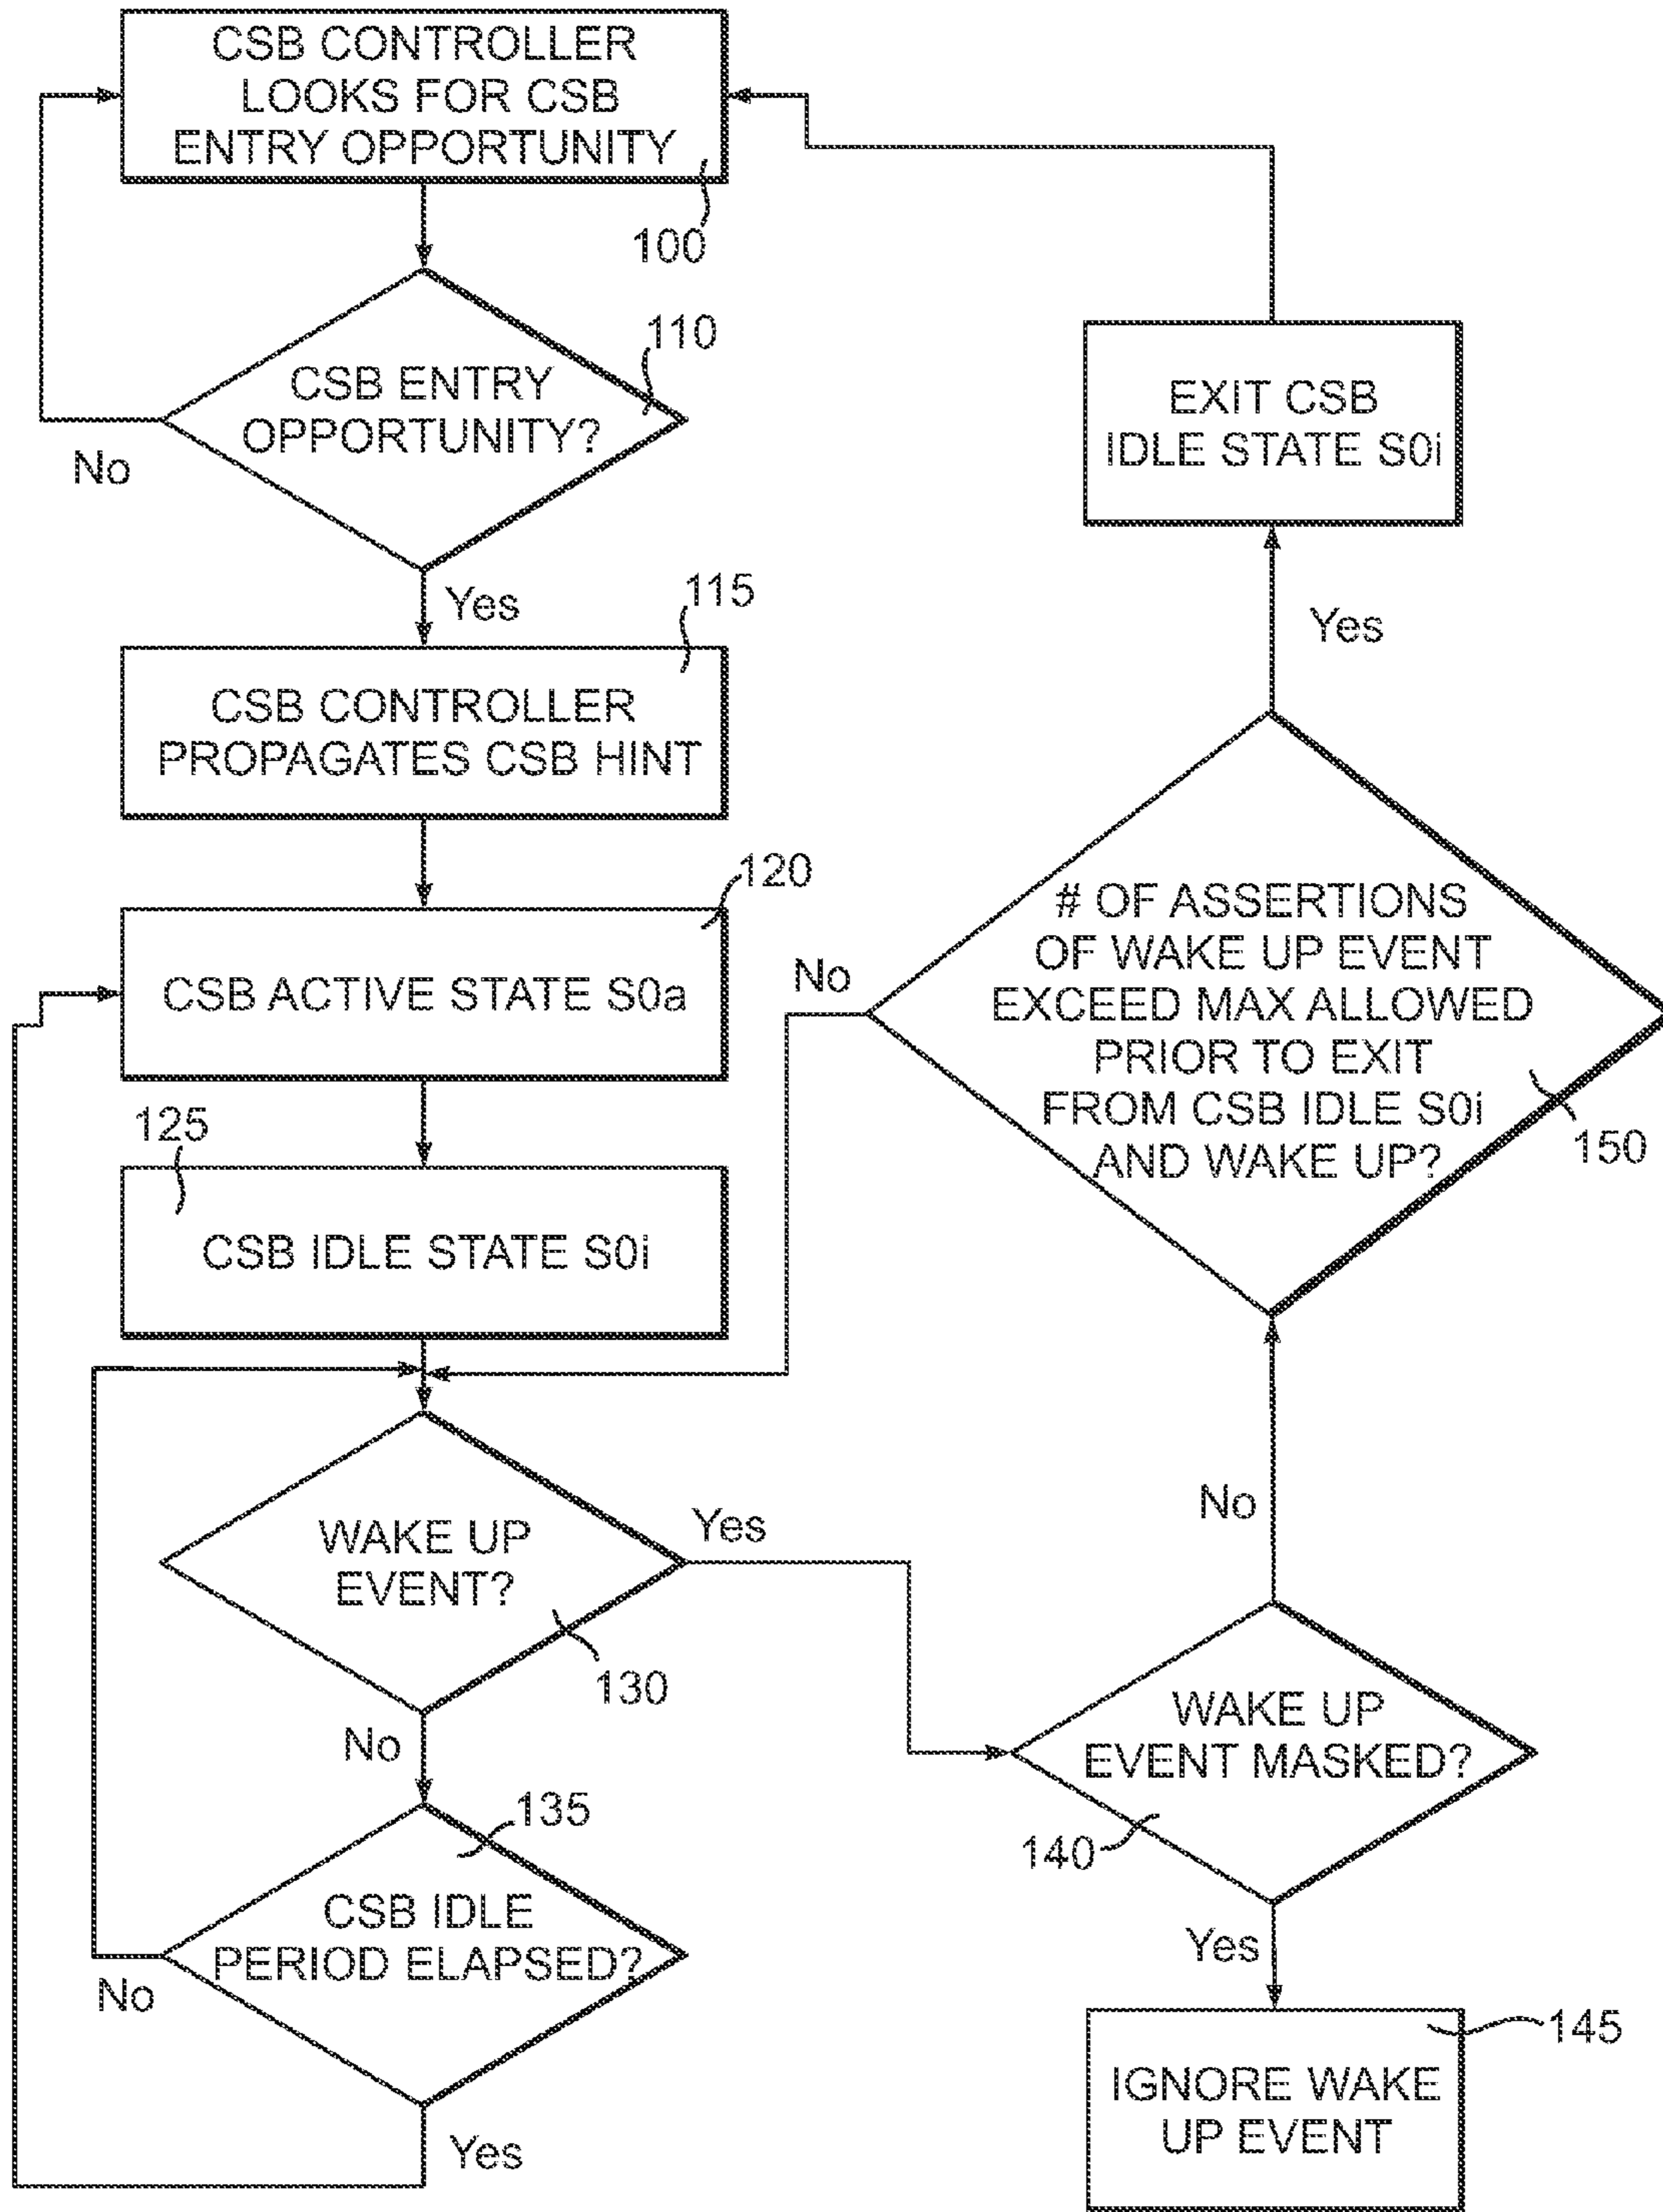 CSB CONTROLLER
LOOKS FOR CSB
ENTRY OPPORTUNITY
100
CSB ENTRY
OPPORTUNITY?
110
No
Yes
115
CSB CONTROLLER
PROPAGATES CSB HINT
120
CSB ACTIVE STATE S0a
125
CSB IDLE STATE S0i
WAKE UP
EVENT?
130
Yes
No
135
CSB IDLE
PERIOD ELAPSED?
No
Yes
EXIT CSB
IDLE STATE S0i
Yes
# OF ASSERTIONS
OF WAKE UP EVENT
EXCEED MAX ALLOWED
PRIOR TO EXIT
FROM CSB IDLE S0i
AND WAKE UP?
No
150
No
WAKE UP
EVENT MASKED?
140
Yes
145
IGNORE WAKE
UP EVENT